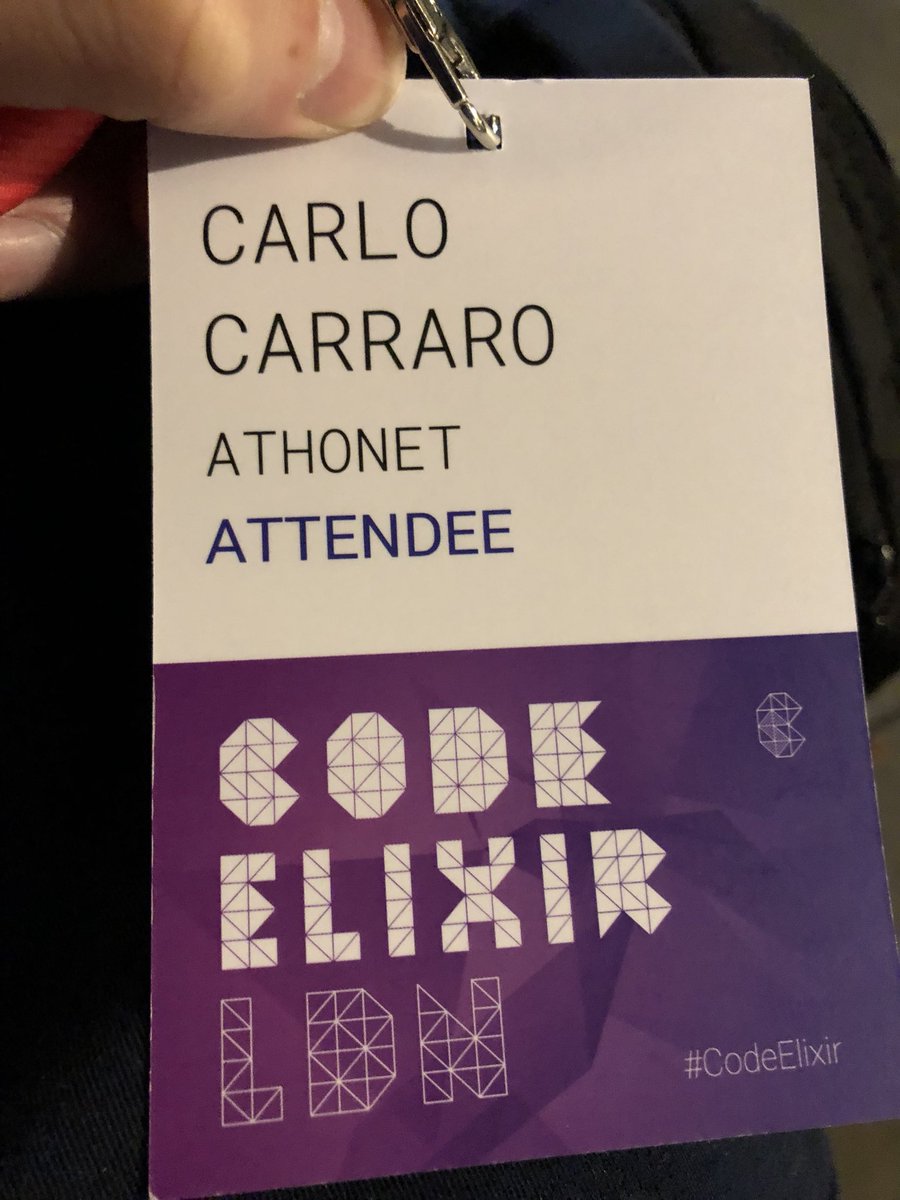 CARLO
CARRARO
ATHONET
ATTENDEE
CODE
ELIXIR
LDN
#CodeElixir